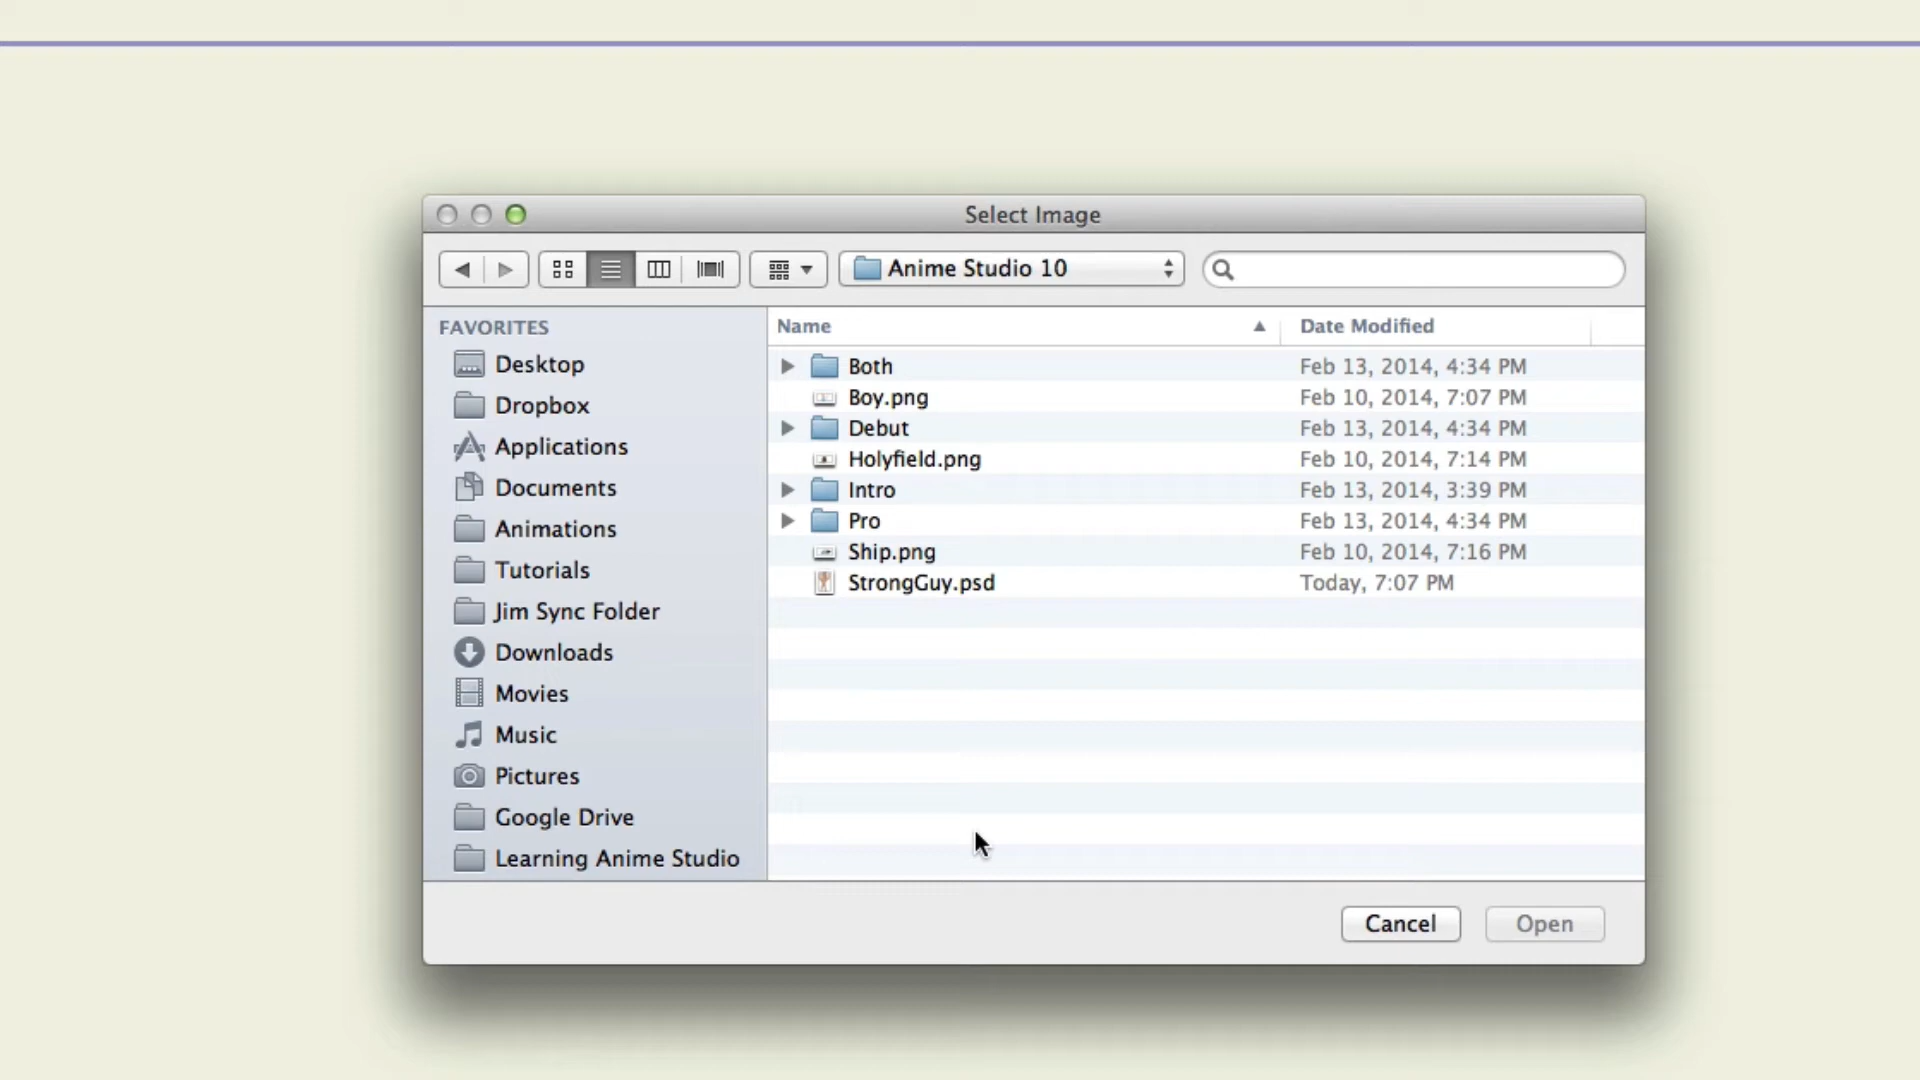 Select Image
Anime Studio 10
FAVORITES
Desktop
Dropbox
Applications
Documents
Animations
Tutorials
Jim Sync Folder
Downloads
Movies
Music
Pictures
Google Drive
Learning Anime Studio
Name Date Modified
Both Feb 13, 2014, 4:34 PM
Boy.png Feb 10, 2014, 7:07 PM
Debut Feb 13, 2014, 4:34 PM
Holyfield.png Feb 10, 2014, 7:14 PM
Intro Feb 13, 2014, 3:39 PM
Pro Feb 13, 2014, 4:34 PM
Ship.png Feb 10, 2014, 7:16 PM
StrongGuy.psd Today, 7:07 PM
Cancel Open